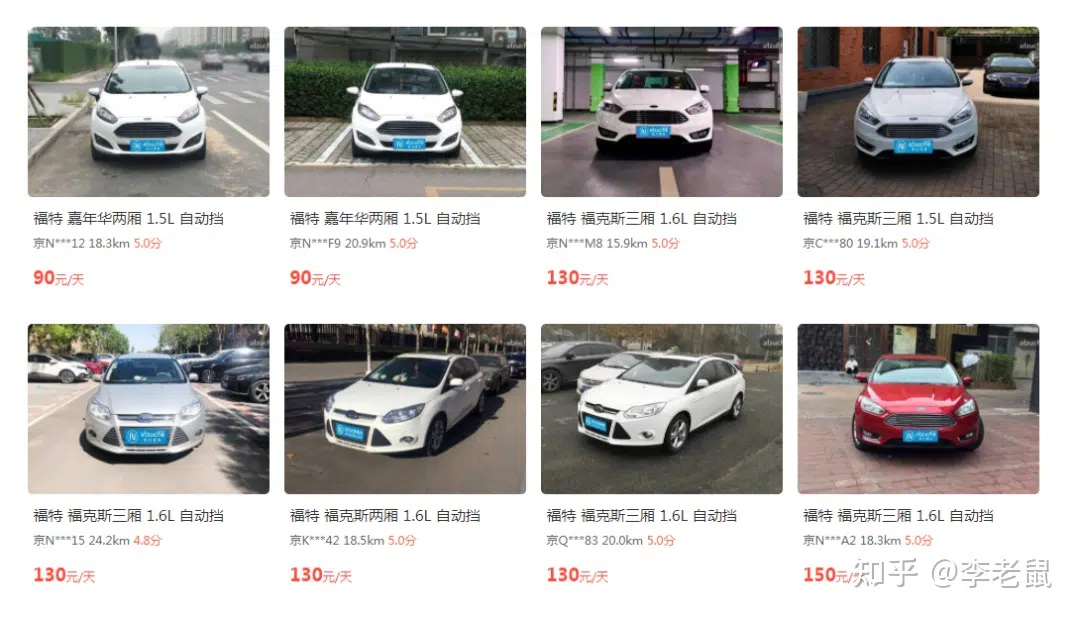 福特 嘉年华两厢 1.5L 自动挡
京N***12 18.3km 5.0分
90元/天
福特 嘉年华两厢 1.5L 自动挡
京N***F9 20.9km 5.0分
90元/天
福特 福克斯三厢 1.6L 自动挡
京N***M8 15.9km 5.0分
130元/天
福特 福克斯三厢 1.5L 自动挡
京C***80 19.1km 5.0分
130元/天
福特 福克斯三厢 1.6L 自动挡
京N***15 24.2km 4.8分
130元/天
福特 福克斯两厢 1.6L 自动挡
京K***42 18.5km 5.0分
130元/天
福特 福克斯三厢 1.6L 自动挡
京Q***83 20.0km 5.0分
130元/天
福特 福克斯三厢 1.6L 自动挡
京N***A2 18.3km 5.0分
150元/天
知乎 @李老鼠